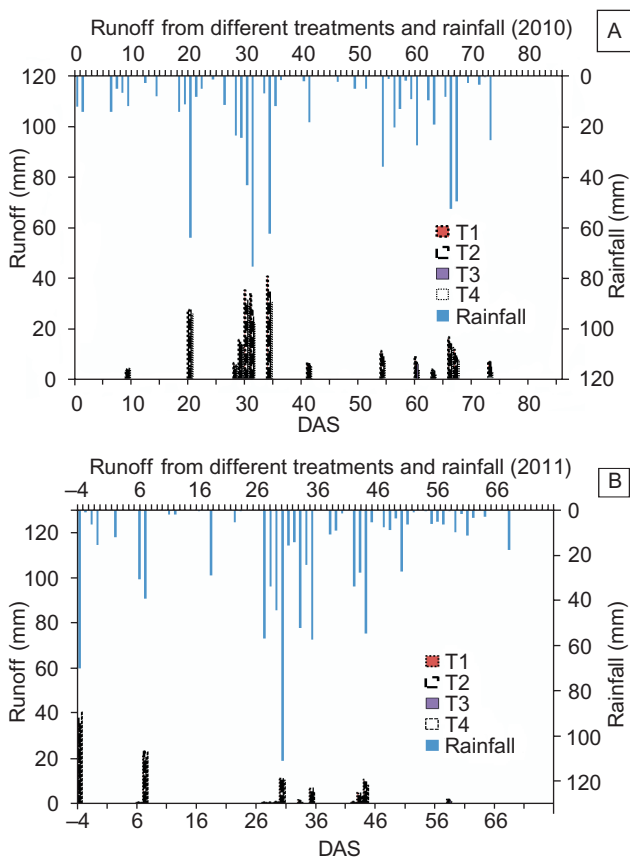 Runoff from different treatments and rainfall (2010)
A
0 10 20 30 40 50 60 70 80
120 100 80 60 40 20 0
Runoff (mm)
0 20 40 60 80 100 120
Rainfall (mm)
T1
T2
T3
T4
Rainfall
0 10 20 30 40 50 60 70 80
DAS
Runoff from different treatments and rainfall (2011)
B
–4 6 16 26 36 46 56 66
120 100 80 60 40 20 0
Runoff (mm)
0 20 40 60 80 100 120
Rainfall (mm)
T1
T2
T3
T4
Rainfall
–4 6 16 26 36 46 56 66
DAS